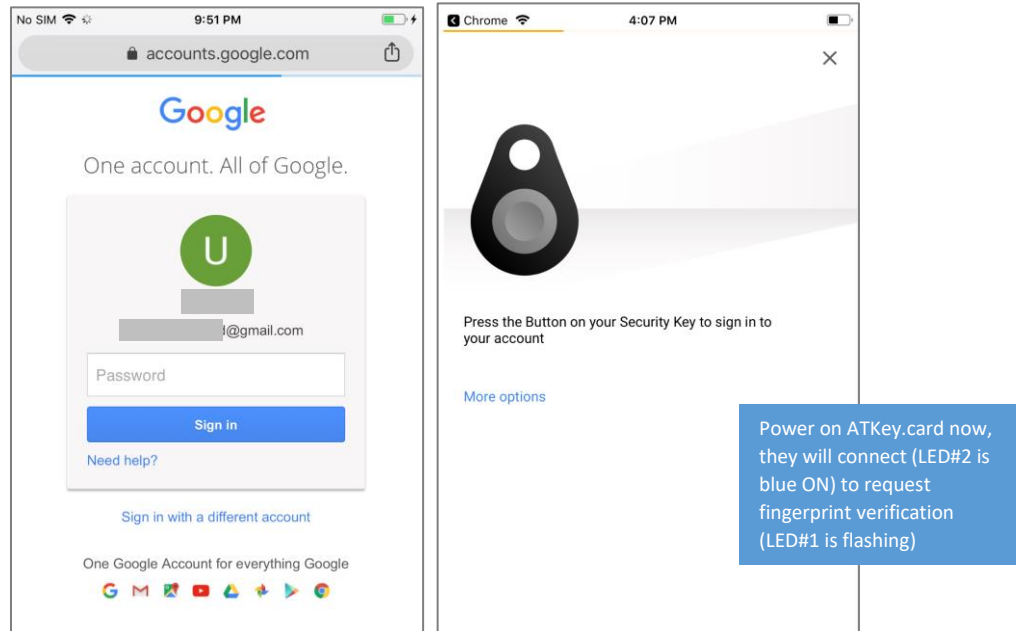 No SIM 9:51 PM
accounts.google.com
Google
One account. All of Google.
U
d@gmail.com
Password
Sign in
Need help?
Sign in with a different account
One Google Account for everything Google
Chrome 4:07 PM
Press the Button on your Security Key to sign in to
your account
More options
Power on ATKey.card now,
they will connect (LED#2 is
blue ON) to request
fingerprint verification
(LED#1 is flashing)